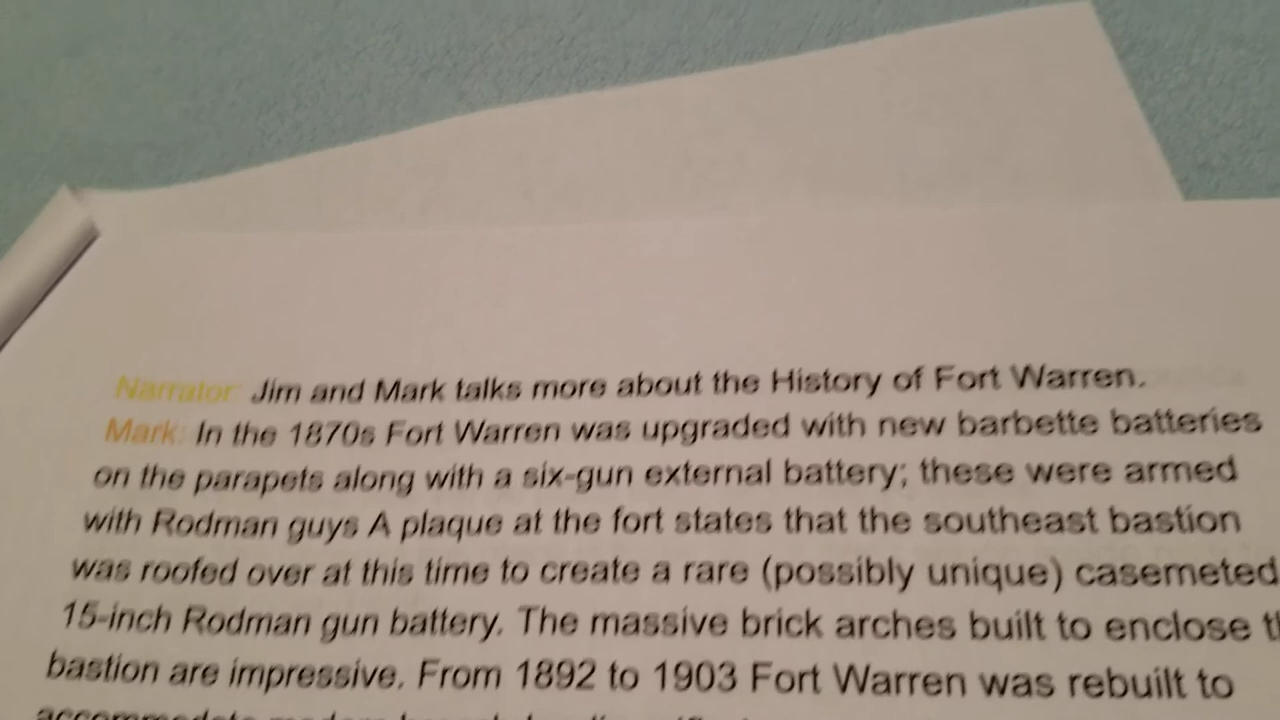 Narrator: Jim and Mark talks more about the History of Fort Warren.
Mark: In the 1870s Fort Warren was upgraded with new barbette batteries
on the parapets along with a six-gun external battery; these were armed
with Rodman guys A plaque at the fort states that the southeast bastion
was roofed over at this time to create a rare (possibly unique) casemeted
15-inch Rodman gun battery. The massive brick arches built to enclose
bastion are impressive. From 1892 to 1903 Fort Warren was rebuilt to